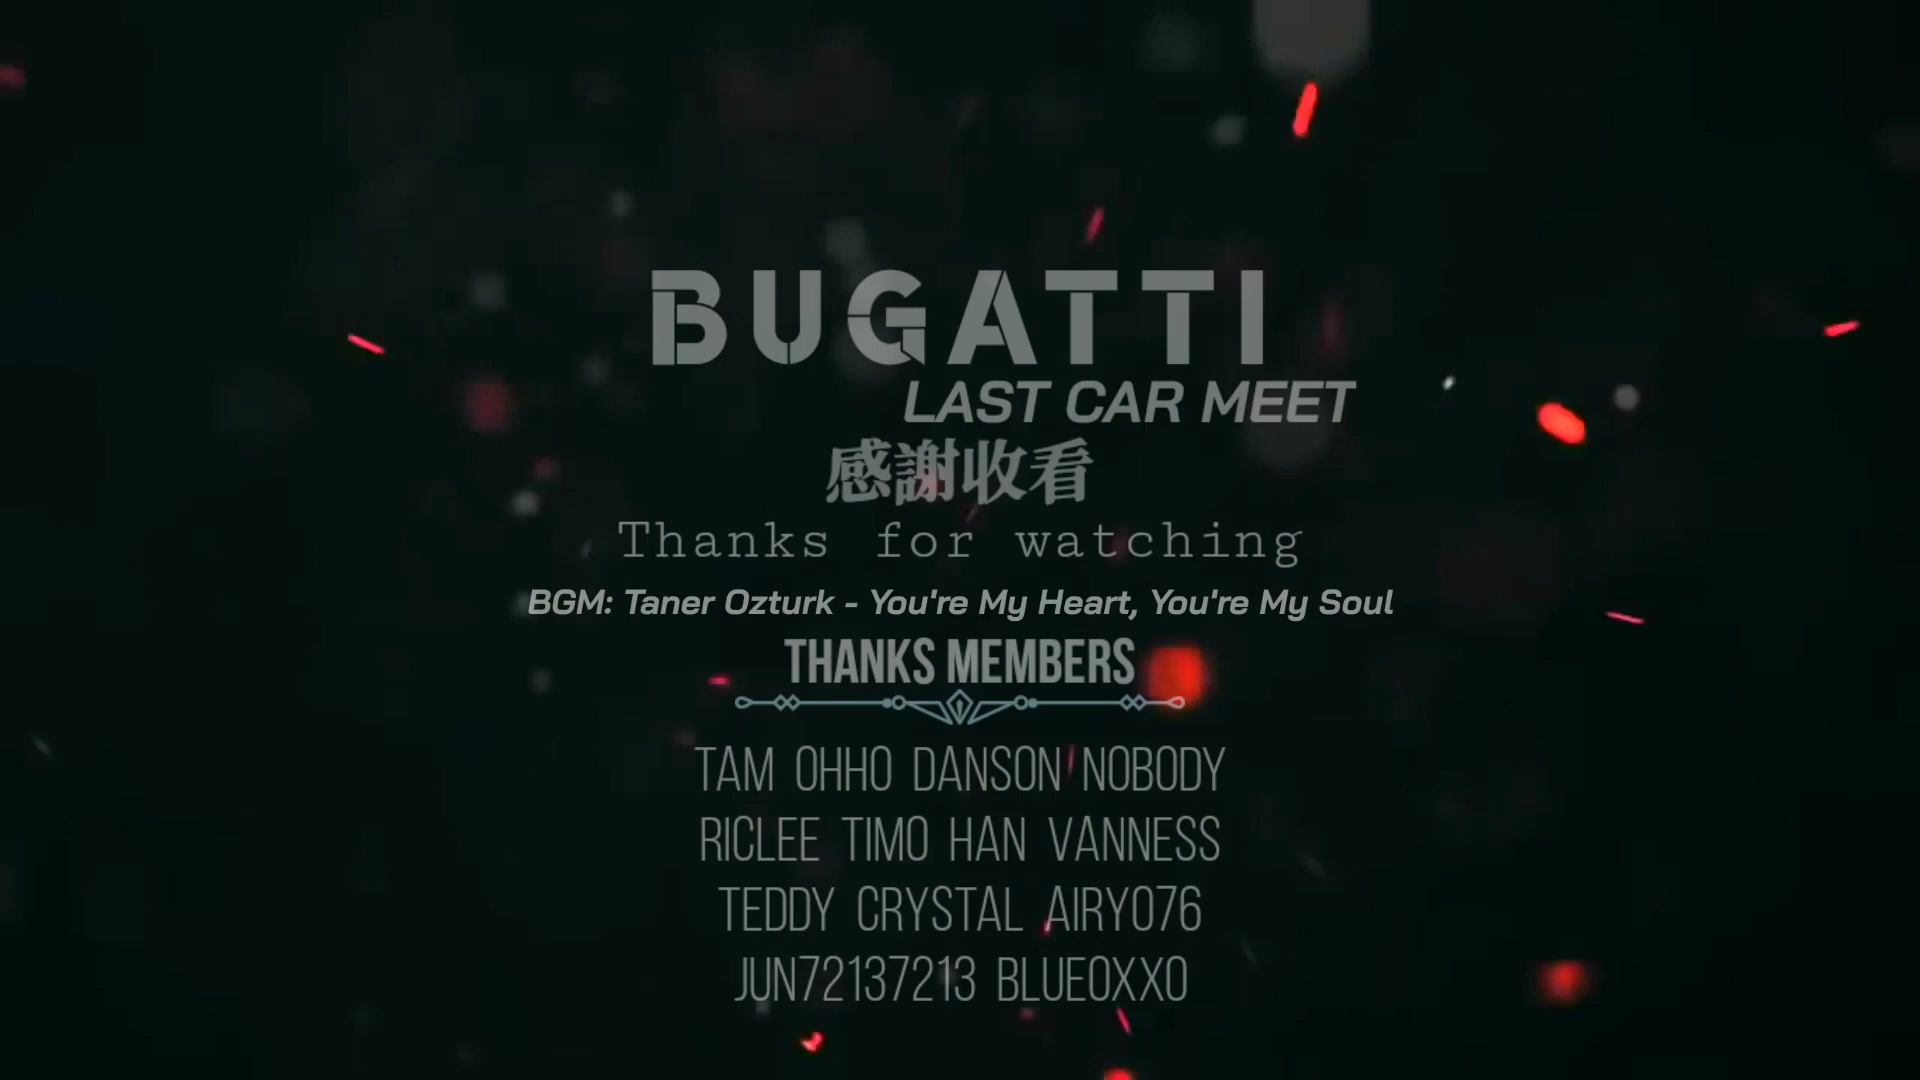 BUGATTI
LAST CAR MEET
感謝收看
Thanks for watching
BGM: Taner Ozturk - You're My Heart, You're My Soul
THANKS MEMBERS
TAM OHHO DANSON NOBODY
RICLEE TIMO HAN VANNESS
TEDDY CRYSTAL AIRY076
JUN72137213 BLUEOXXO